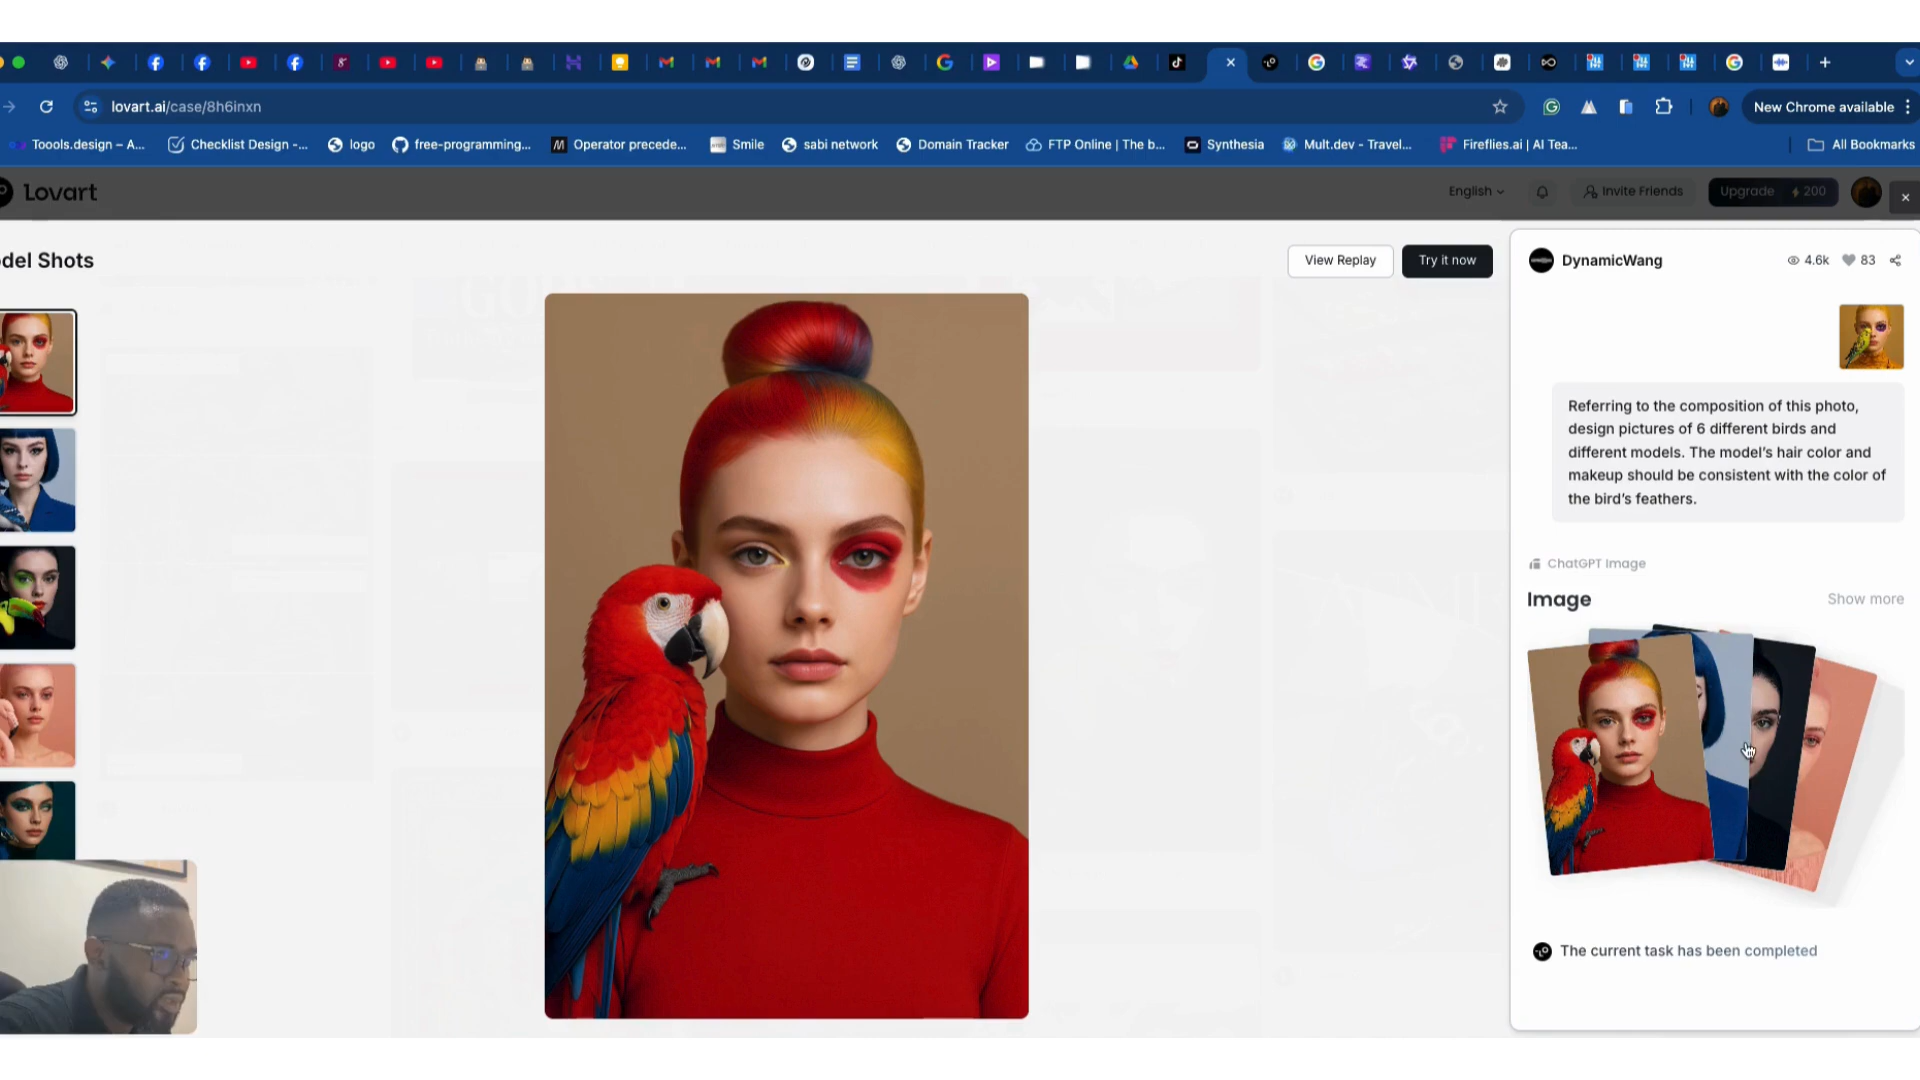 lovart.ai/case/8h6inxn
New Chrome available
Toools.design – A...
Checklist Design -...
logo
free-programming...
Operator precede...
Smile
sabi network
Domain Tracker
FTP Online | The b...
Synthesia
Mult.dev - Travel...
Fireflies.ai | AI Tea...
All Bookmarks
Lovart
English
Invite Friends
Upgrade
200
del Shots
View Replay
Try it now
DynamicWang
4.6k
83
Referring to the composition of this photo,
design pictures of 6 different birds and
different models. The model's hair color and
makeup should be consistent with the color of
the bird's feathers.
ChatGPT Image
Image
Show more
The current task has been completed